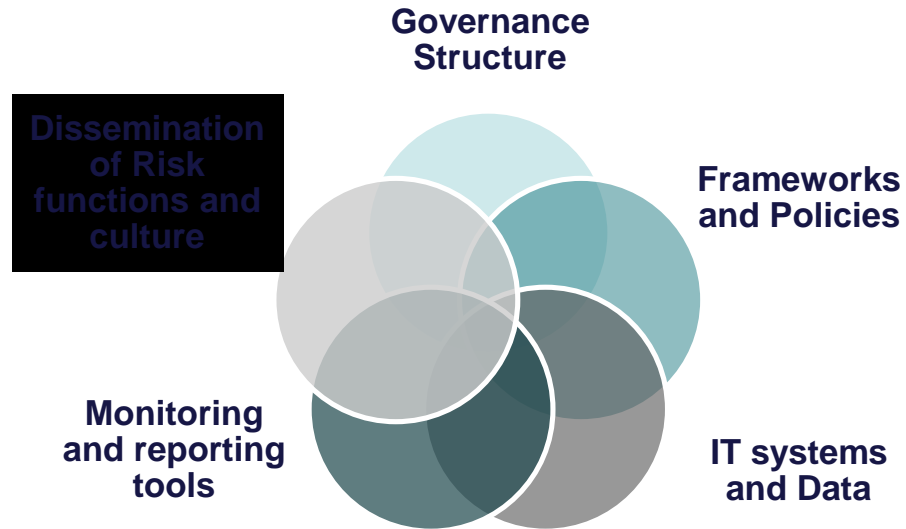 Governance
Structure
Dissemination
of Risk
functions and
culture
Frameworks
and Policies
Monitoring
and reporting
tools
IT systems
and Data